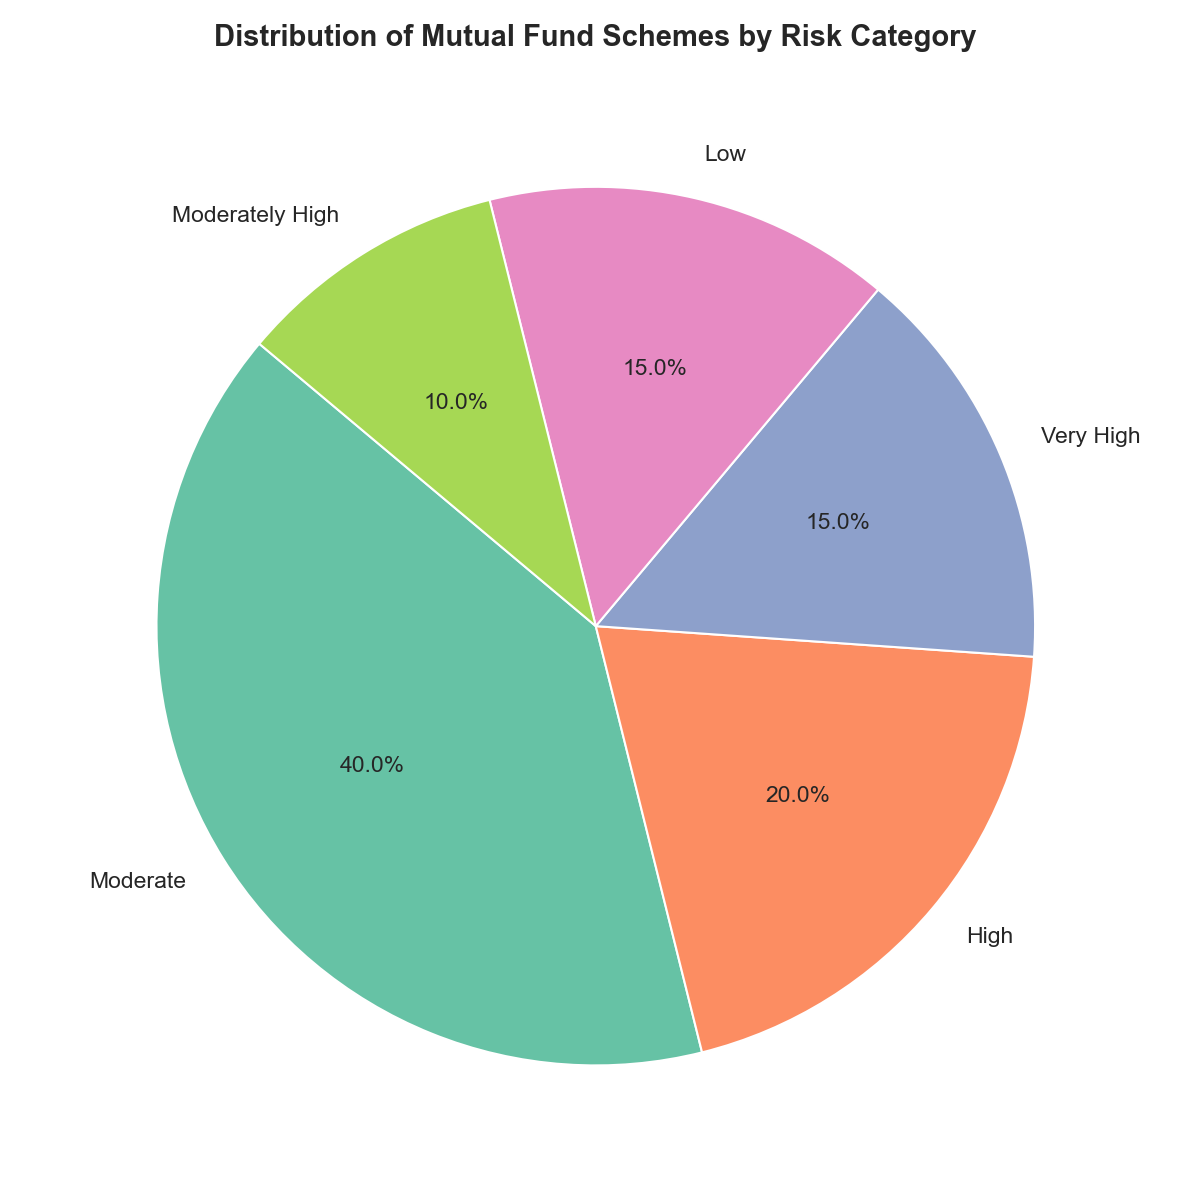 Distribution of Mutual Fund Schemes by Risk Category
Low
Moderately High
15.0%
10.0%
Very High
15.0%
40.0%
20.0%
Moderate
High